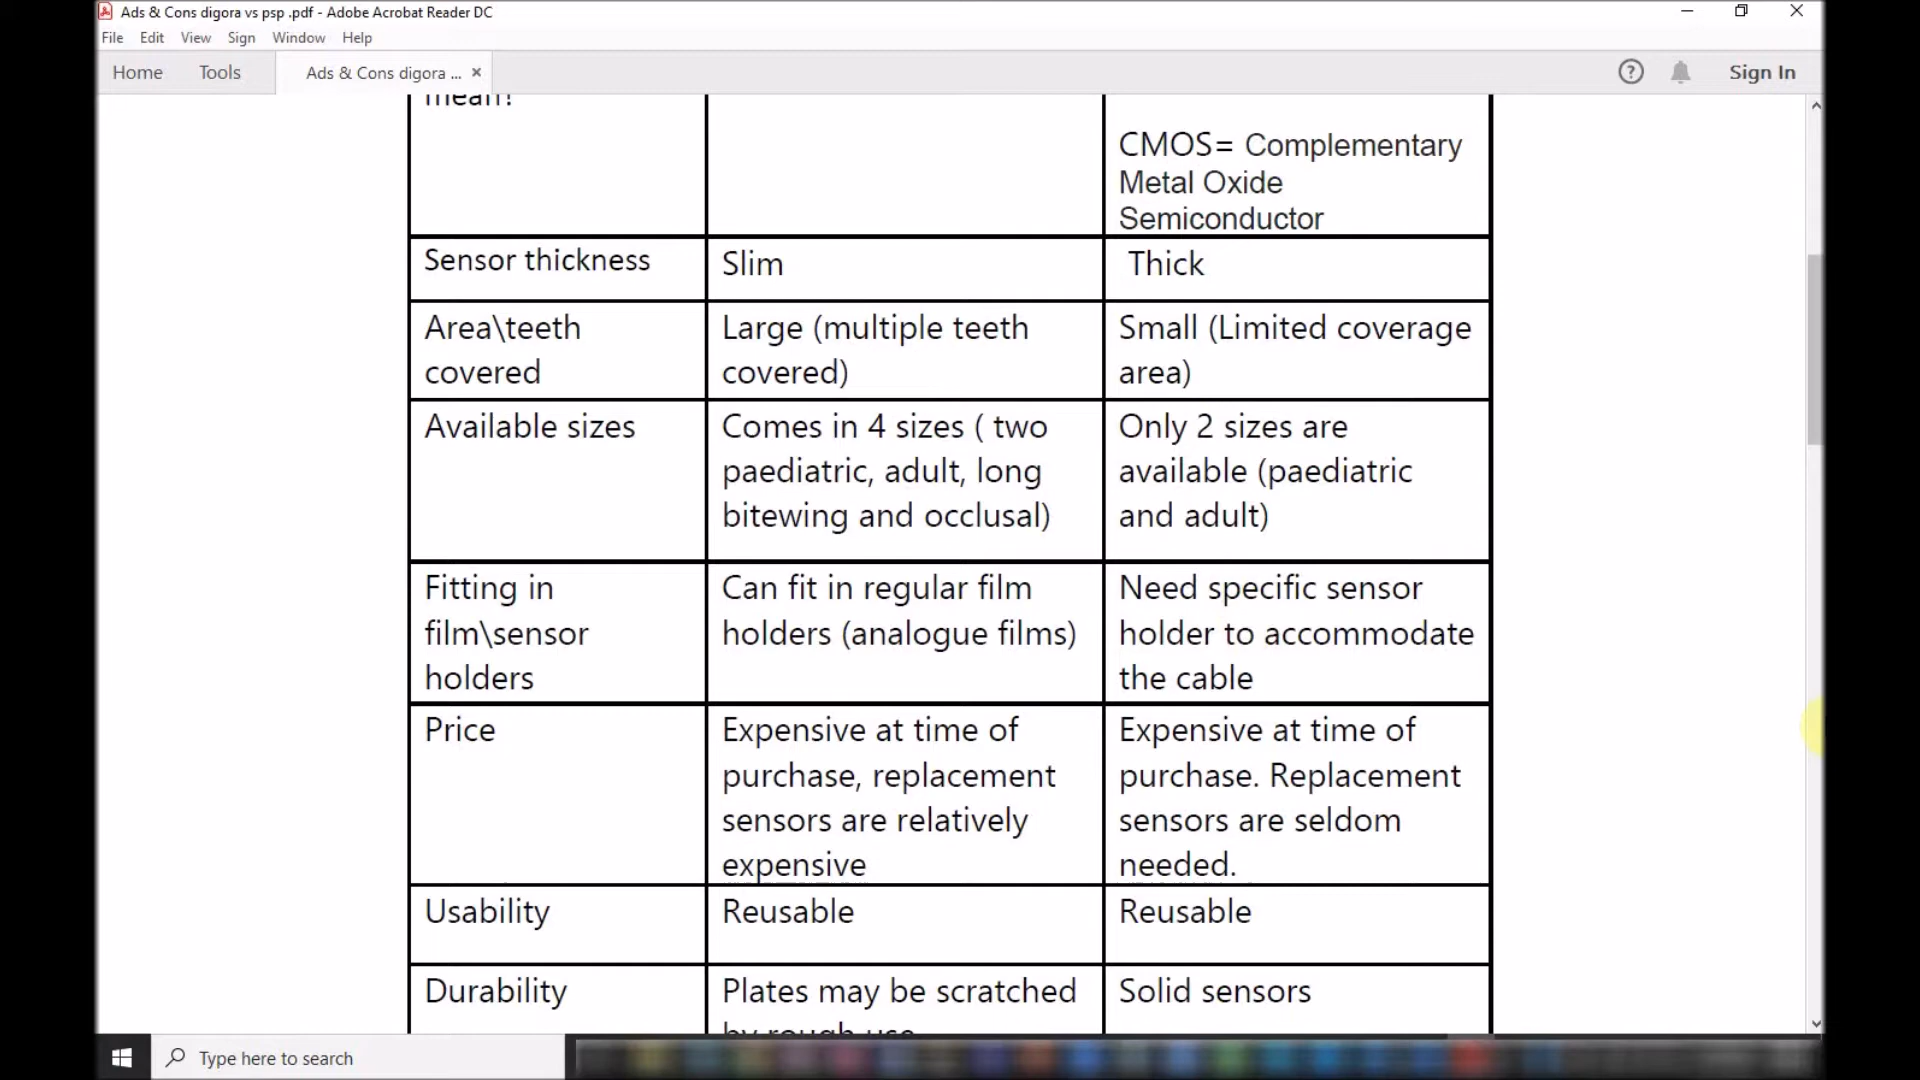 Ads & Cons digora vs psp .pdf - Adobe Acrobat Reader DC
File Edit View Sign Window Help
Home Tools Ads & Cons digora ... × ? Sign In
mean?
CMOS= Complementary
Metal Oxide
Semiconductor
Sensor thickness
Slim
Thick
Area\teeth
covered
Large (multiple teeth
covered)
Small (Limited coverage
area)
Available sizes
Comes in 4 sizes ( two
paediatric, adult, long
bitewing and occlusal)
Only 2 sizes are
available (paediatric
and adult)
Fitting in
film\sensor
holders
Can fit in regular film
holders (analogue films)
Need specific sensor
holder to accommodate
the cable
Price
Expensive at time of
purchase, replacement
sensors are relatively
expensive
Expensive at time of
purchase. Replacement
sensors are seldom
needed.
Usability
Reusable
Reusable
Durability
Plates may be scratched
by rough use
Solid sensors
Type here to search